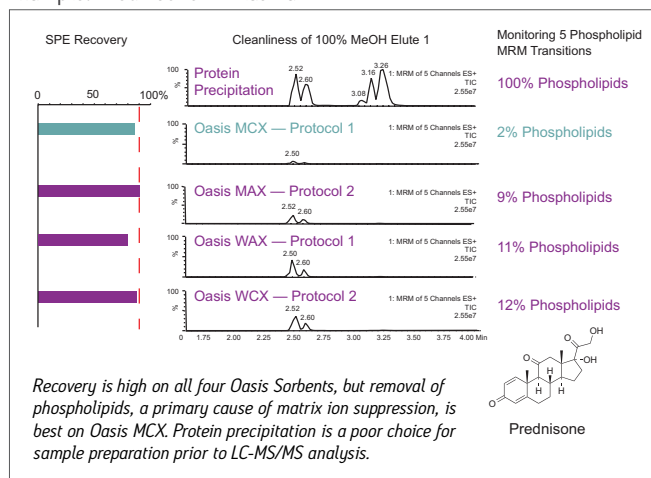 SPE Recovery
Cleanliness of 100% MeOH Elute 1
Monitoring 5 Phospholipid
MRM Transitions
0 50 100%
Protein
Precipitation
100
%
2.52
2.60
3.08
3.16
3.26
1: MRM of 5 Channels ES+
TIC
2.55e7
100% Phospholipids
Oasis MCX — Protocol 1
100
%
2.50
1: MRM of 5 Channels ES+
TIC
2.55e7
2% Phospholipids
Oasis MAX — Protocol 2
100
%
2.52
2.60
1: MRM of 5 Channels ES+
TIC
2.55e7
9% Phospholipids
Oasis WAX — Protocol 1
100
%
2.50
2.60
1: MRM of 5 Channels ES+
TIC
2.55e7
11% Phospholipids
Oasis WCX — Protocol 2
100
%
2.52
2.60
1: MRM of 5 Channels ES+
TIC
2.55e7
12% Phospholipids
0 1.75 2.00 2.25 2.50 2.75 3.00 3.25 3.50 3.75 4.00 Min
Recovery is high on all four Oasis Sorbents, but removal of
phospholipids, a primary cause of matrix ion suppression, is
best on Oasis MCX. Protein precipitation is a poor choice for
sample preparation prior to LC-MS/MS analysis.
OH
O
O
OH
H
H
H
O
Prednisone